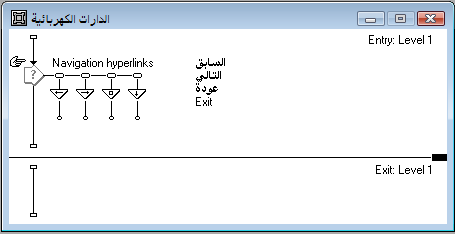 الدارات الكهربائية
Entry: Level 1
?
Navigation hyperlinks
السابق
التالي
عودة
Exit
Exit: Level 1